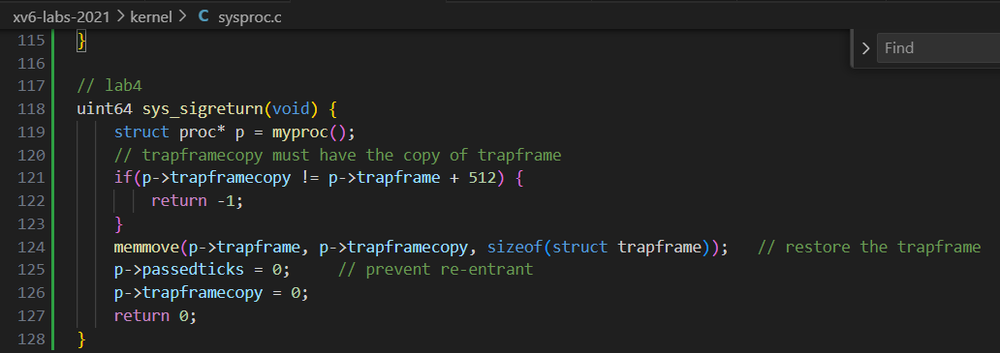 xv6-labs-2021 > kernel > C sysproc.c
Find
115 }
116
117 // lab4
118 uint64 sys_sigreturn(void) {
119 struct proc* p = myproc();
120 // trapframecopy must have the copy of trapframe
121 if(p->trapframecopy != p->trapframe + 512) {
122 return -1;
123 }
124 memmove(p->trapframe, p->trapframecopy, sizeof(struct trapframe)); // restore the trapframe
125 p->passedticks = 0; // prevent re-entrant
126 p->trapframecopy = 0;
127 return 0;
128 }